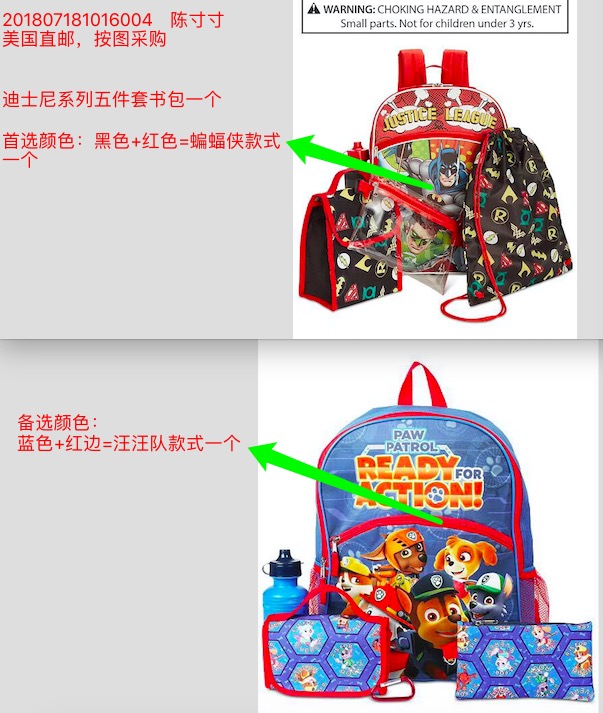 WARNING: CHOKING HAZARD & ENTANGLEMENT
Small parts. Not for children under 3 yrs.
201807181016004 陈寸寸
美国直邮，按图采购
迪士尼系列五件套书包一个
首选颜色：黑色+红色=蝙蝠侠款式
一个
JUSTICE LEAGUE
备选颜色：
蓝色+红边=汪汪队款式一个
PAW
PATROL
READY
FOR
ACTION!